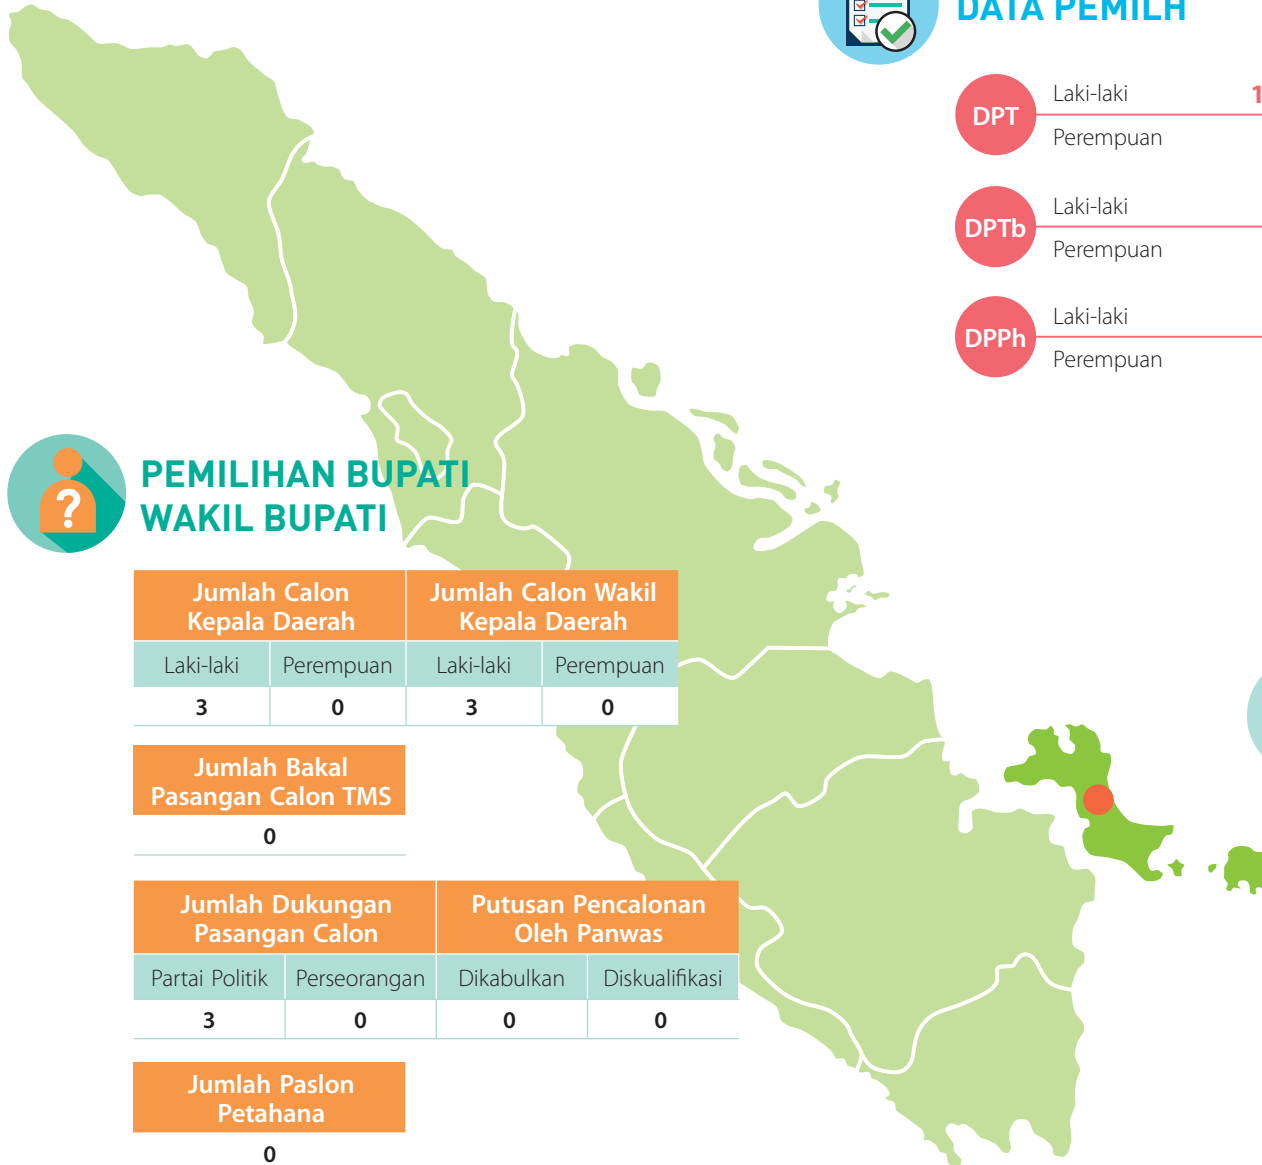 DATA PEMILH
DPT
Laki-laki 1
Perempuan
DPTb
Laki-laki
Perempuan
DPPh
Laki-laki
Perempuan
PEMILIHAN BUPATI
WAKIL BUPATI
?
Jumlah Calon
Kepala Daerah
Jumlah Calon Wakil
Kepala Daerah
Laki-laki Perempuan Laki-laki Perempuan
3 0 3 0
Jumlah Bakal
Pasangan Calon TMS
0
Jumlah Dukungan
Pasangan Calon
Putusan Pencalonan
Oleh Panwas
Partai Politik Perseorangan Dikabulkan Diskualifikasi
3 0 0 0
Jumlah Paslon
Petahana
0